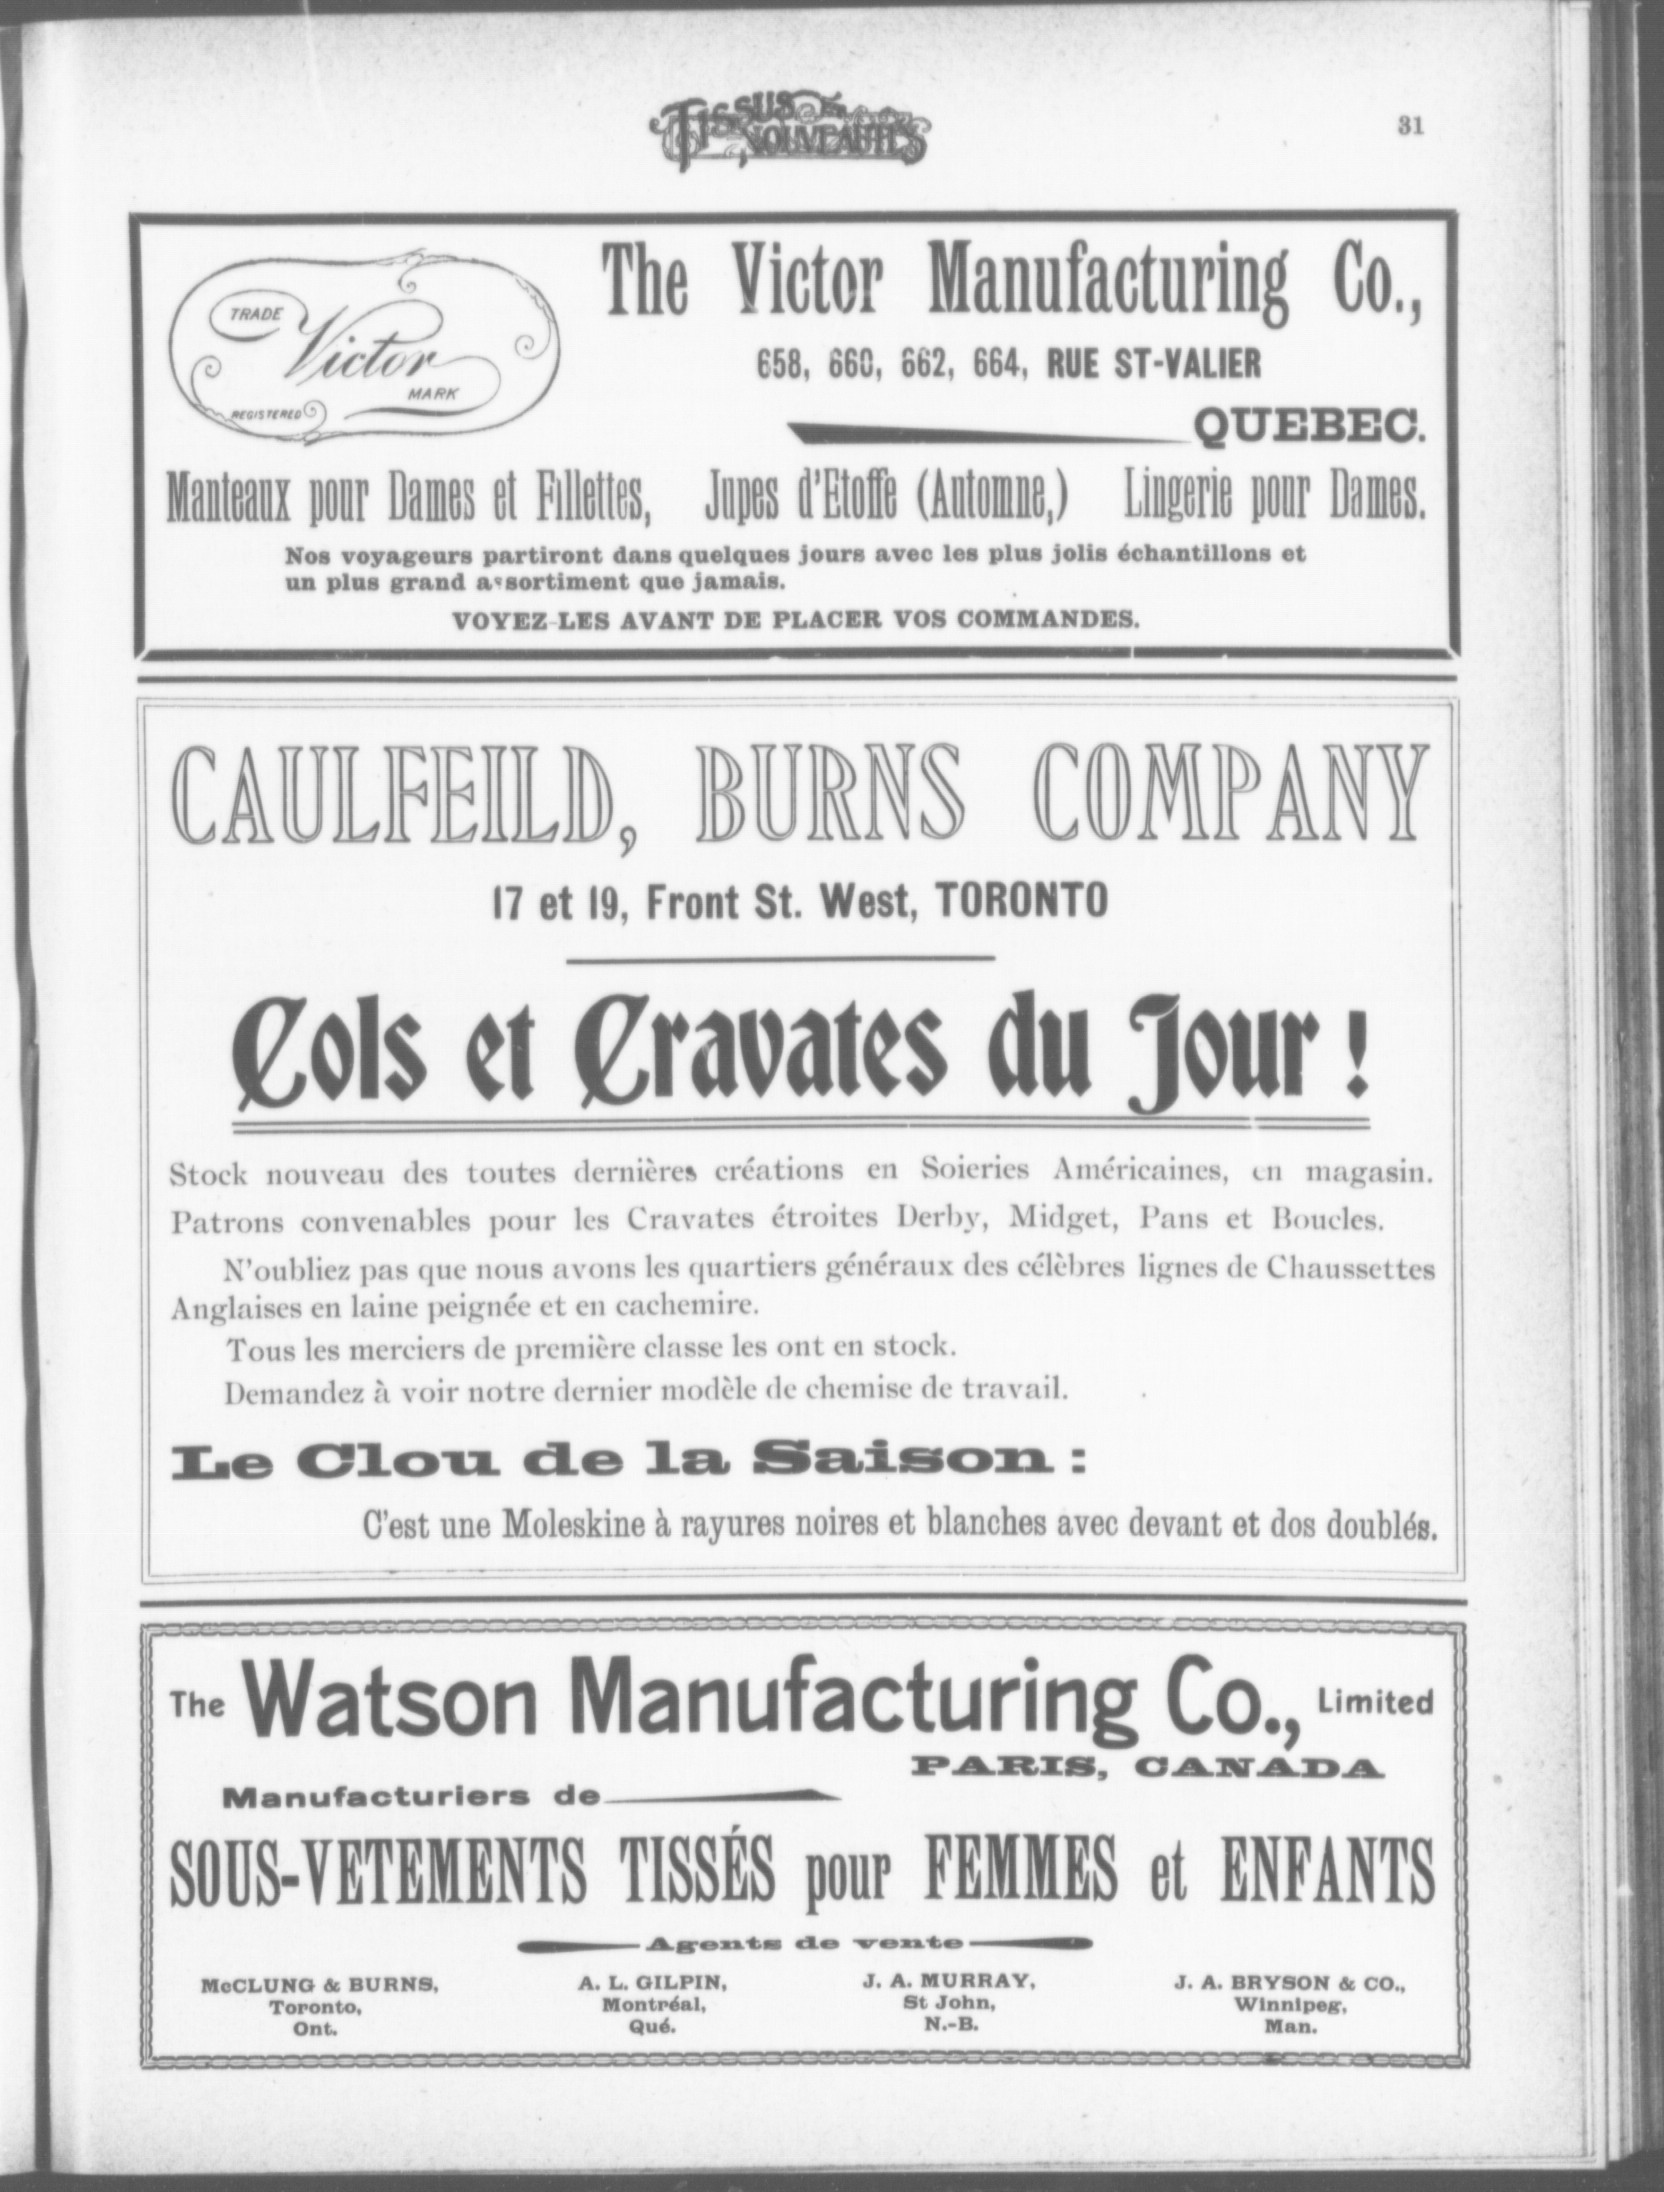 TISSUS ET
NOUVEAUTÉS
31
TRADE
Victor
MARK
REGISTERED
The Victor Manufacturing Co.,
658, 660, 662, 664, RUE ST-VALIER
QUEBEC.
Manteaux pour Dames et Fillettes, Jupes d'Etoffe (Automne,) Lingerie pour Dames.
Nos voyageurs partiront dans quelques jours avec les plus jolis échantillons et
un plus grand assortiment que jamais.
VOYEZ-LES AVANT DE PLACER VOS COMMANDES.
CAULFEILD, BURNS COMPANY
17 et 19, Front St. West, TORONTO
Cols et Cravates du Jour !
Stock nouveau des toutes dernières créations en Soieries Américaines, en magasin.
Patrons convenables pour les Cravates étroites Derby, Midget, Pans et Boucles.
N'oubliez pas que nous avons les quartiers généraux des célèbres lignes de Chaussettes
Anglaises en laine peignée et en cachemire.
Tous les merciers de première classe les ont en stock.
Demandez à voir notre dernier modèle de chemise de travail.
Le Clou de la Saison :
C'est une Moleskine à rayures noires et blanches avec devant et dos doublés.
The Watson Manufacturing Co., Limited
PARIS, CANADA
Manufacturiers de
SOUS-VETEMENTS TISSÉS pour FEMMES et ENFANTS
Agents de vente
McCLUNG & BURNS,
Toronto,
Ont.
A. L. GILPIN,
Montréal,
Qué.
J. A. MURRAY,
St John,
N.-B.
J. A. BRYSON & CO.,
Winnipeg,
Man.